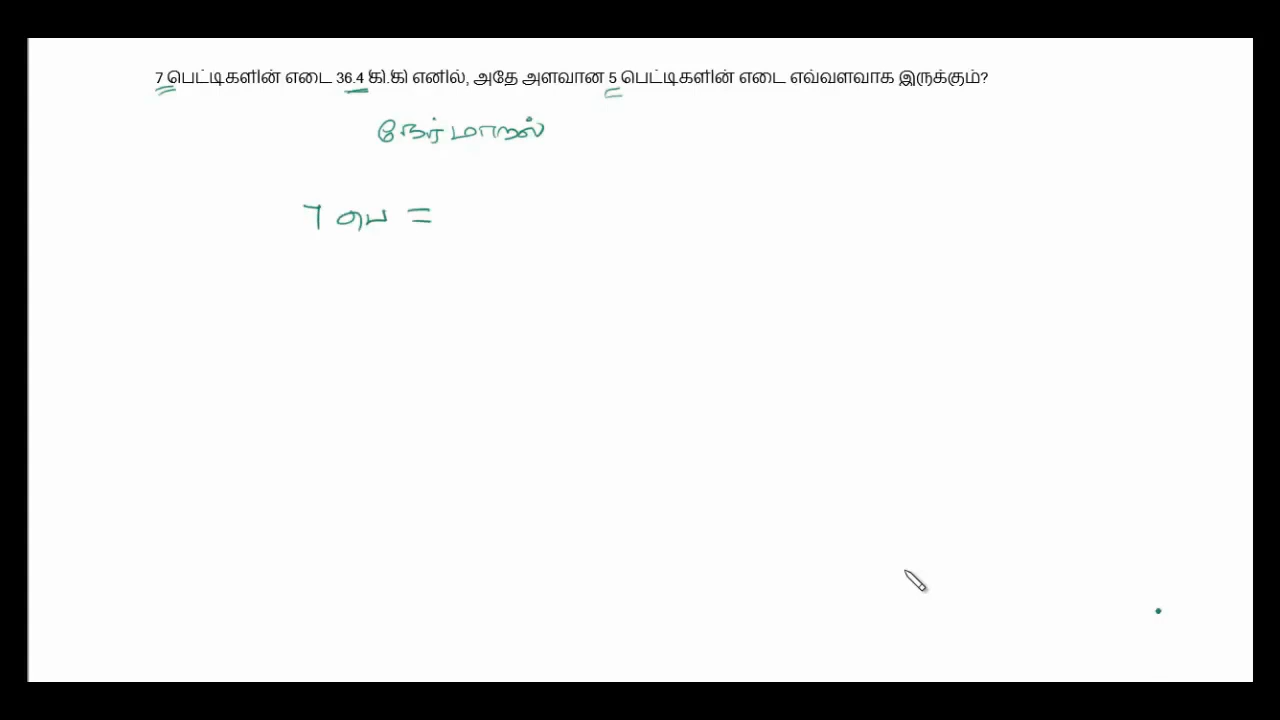 7 பெட்டிகளின் எடை 36.4 கி.கி எனில், அதே அளவான 5 பெட்டிகளின் எடை எவ்வளவாக இருக்கும்?
நேர்மாறல்
7 பெ =